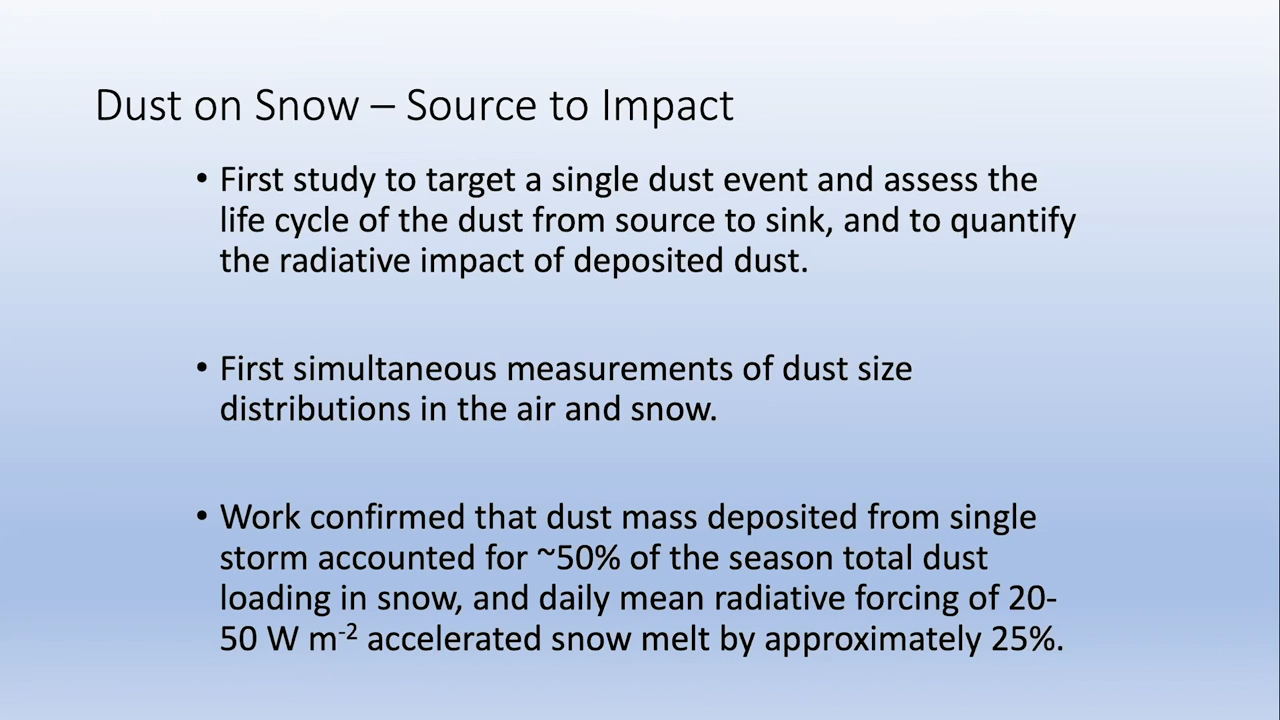 Dust on Snow – Source to Impact
• First study to target a single dust event and assess the
life cycle of the dust from source to sink, and to quantify
the radiative impact of deposited dust.
• First simultaneous measurements of dust size
distributions in the air and snow.
• Work confirmed that dust mass deposited from single
storm accounted for ~50% of the season total dust
loading in snow, and daily mean radiative forcing of 20-
50 W m⁻² accelerated snow melt by approximately 25%.